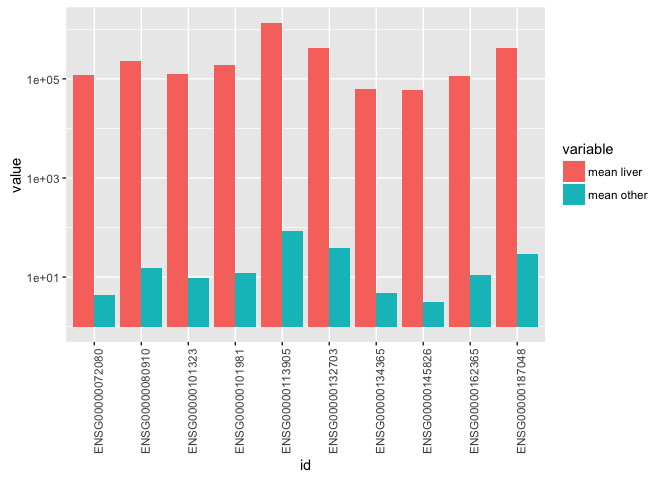 value
1e+05
1e+03
1e+01
ENSG00000072080
ENSG00000080910
ENSG00000101323
ENSG00000101981
ENSG00000113905
ENSG00000132703
ENSG00000134365
ENSG00000145826
ENSG00000162365
ENSG00000187048
id
variable
mean liver
mean other